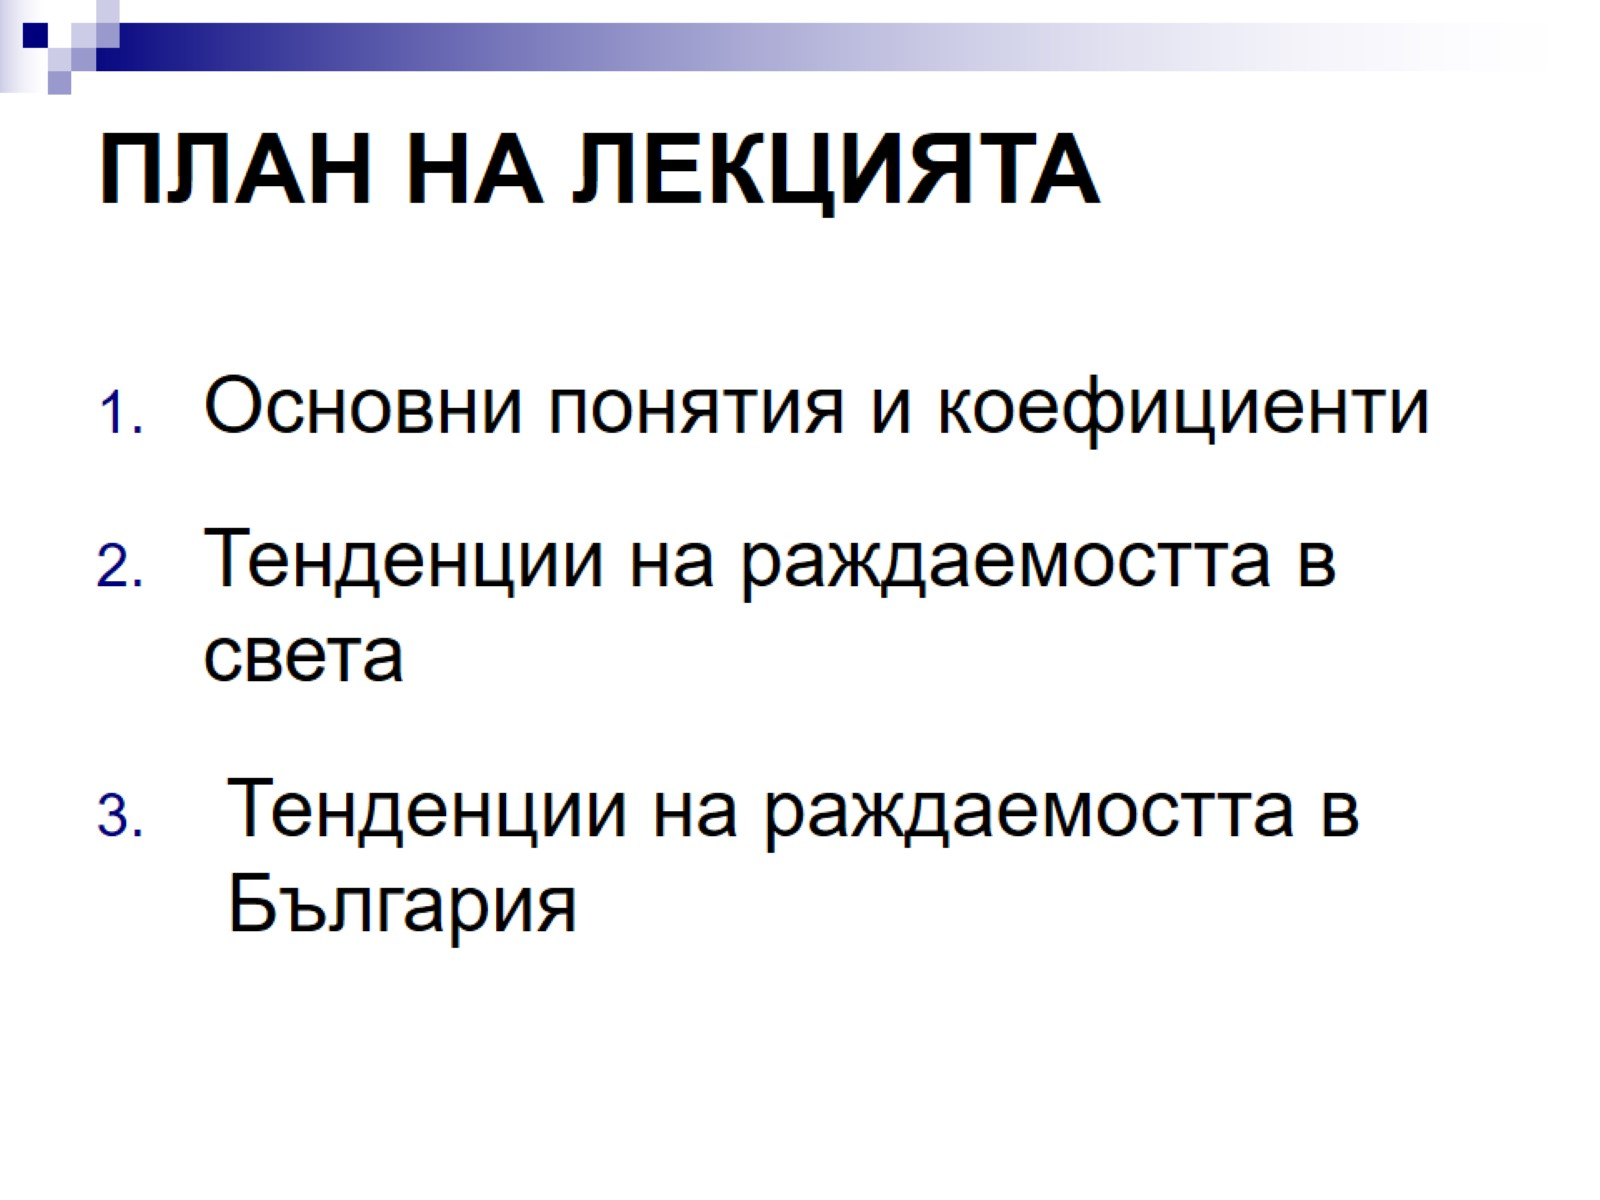 ПЛАН НА ЛЕКЦИЯТА
1. Основни понятия и коефициенти
2. Тенденции на раждаемостта в
света
3. Тенденции на раждаемостта в
България